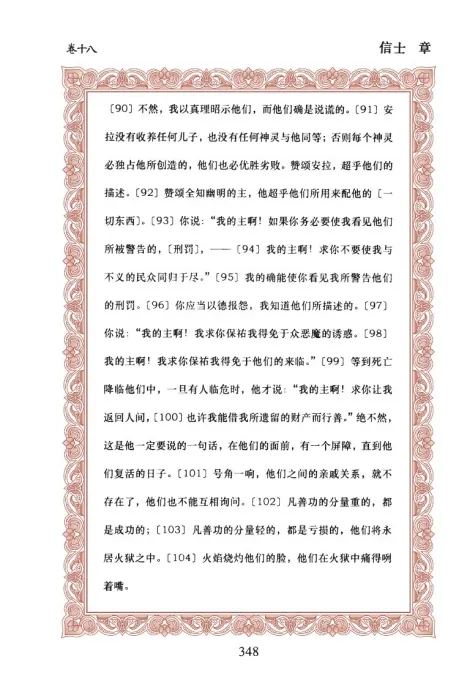 卷十八
信士 章
〔90〕不然，我以真理昭示他们，而他们确是说谎的。〔91〕安
拉没有收养任何儿子，也没有任何神灵与他同等；否则每个神灵
必独占他所创造的，他们也必优胜劣败。赞颂安拉，超乎他们的
描述。〔92〕赞颂全知幽明的主，他超乎他们所用来配他的〔一
切东西〕。〔93〕你说：“我的主啊！如果你务必要使我看见他们
所被警告的，〔刑罚〕，——〔94〕我的主啊！求你不要使我与
不义的民众同归于尽。”〔95〕我的确能使你看见我所警告他们
的刑罚。〔96〕你应当以德报怨，我知道他们所描述的。〔97〕
你说：“我的主啊！我求你保祐我得免于众恶魔的诱惑。〔98〕
我的主啊！我求你保祐我得免于他们的来临。”〔99〕等到死亡
降临他们中，一旦有人临危时，他才说：“我的主啊！求你让我
返回人间，〔100〕也许我能借我所遗留的财产而行善。”绝不然，
这是他一定要说的一句话，在他们的面前，有一个屏障，直到他
们复活的日子。〔101〕号角一响，他们之间的亲戚关系，就不
存在了，他们也不能互相询问。〔102〕凡善功的分量重的，都
是成功的；〔103〕凡善功的分量轻的，都是亏损的，他们将永
居火狱之中。〔104〕火焰烧灼他们的脸，他们在火狱中痛得咧
着嘴。
348